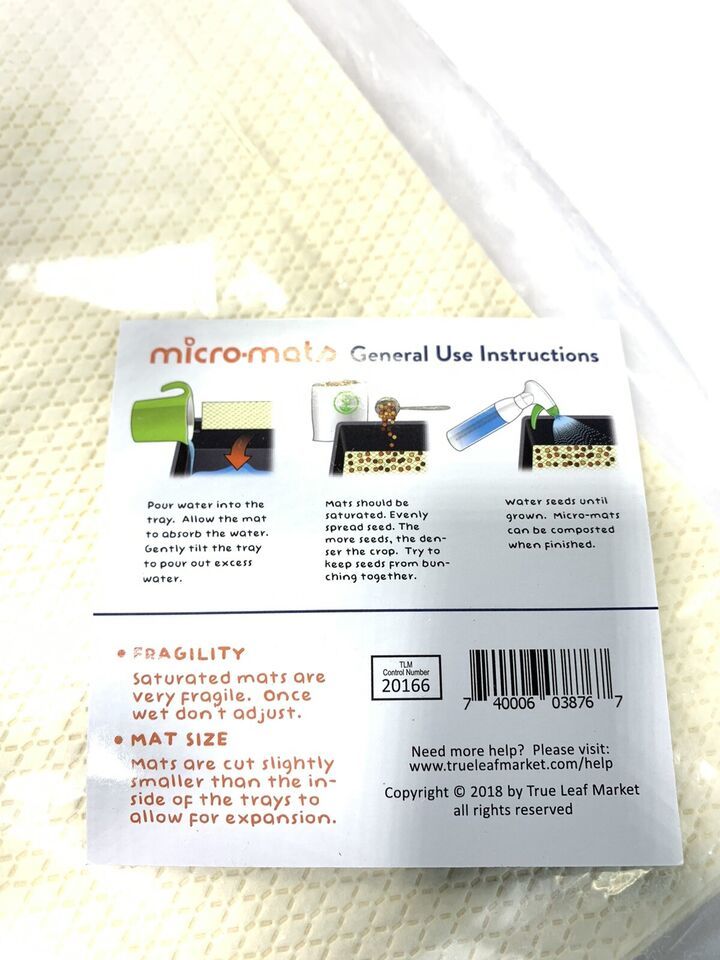 micro-mats General Use Instructions
Pour water into the
tray. Allow the mat
to absorb the water.
Gently tilt the tray
to pour out excess
water.
Mats should be
saturated. Evenly
spread seed. The
more seeds, the den-
ser the crop. Try to
keep seeds from bun-
ching together.
Water seeds until
grown. Micro-mats
can be composted
when finished.
• FRAGILITY
Saturated mats are
very fragile. Once
wet don't adjust.
• MAT SIZE
Mats are cut slightly
smaller than the in-
side of the trays to
allow for expansion.
TLM
Control Number
20166
7 40006 03876 7
Need more help? Please visit:
www.trueleafmarket.com/help
Copyright © 2018 by True Leaf Market
all rights reserved